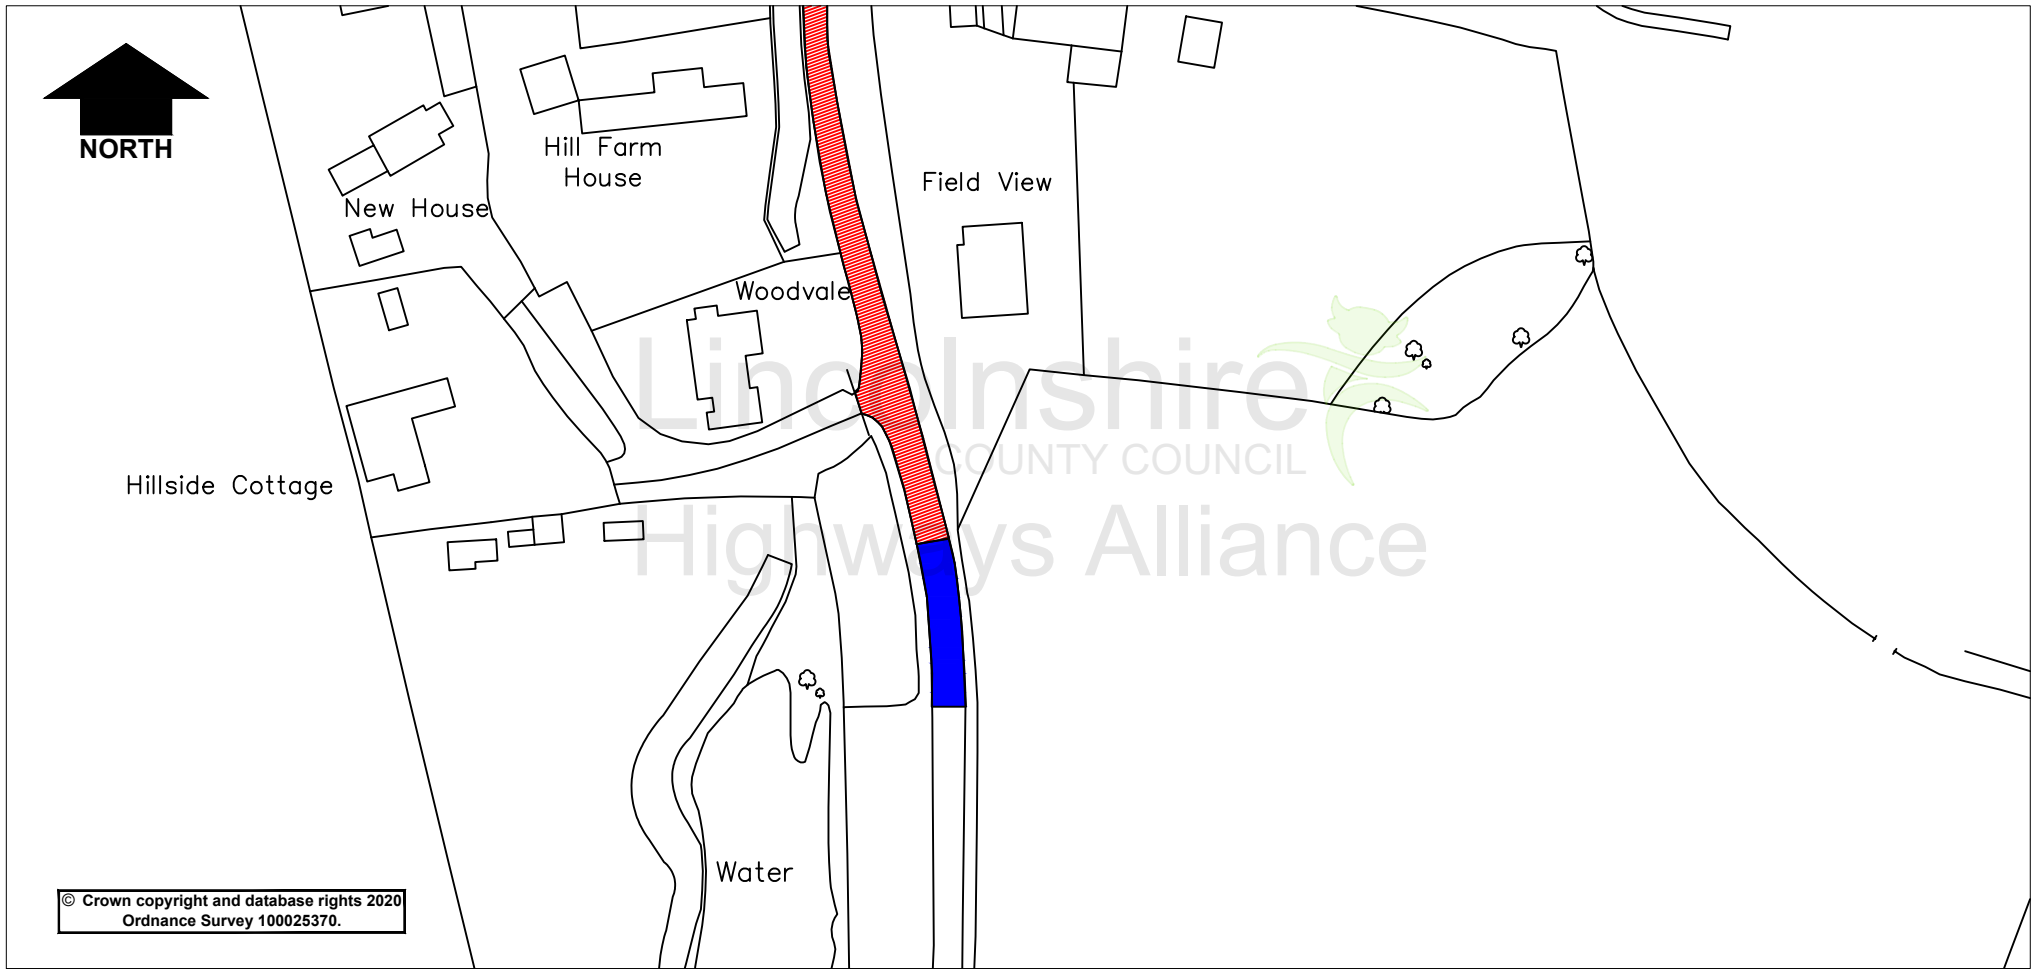 NORTH
Hill Farm
House
New House
Field View
Woodvale
Lincolnshire
COUNTY COUNCIL
Highways Alliance
Hillside Cottage
Water
© Crown copyright and database rights 2020
Ordnance Survey 100025370.